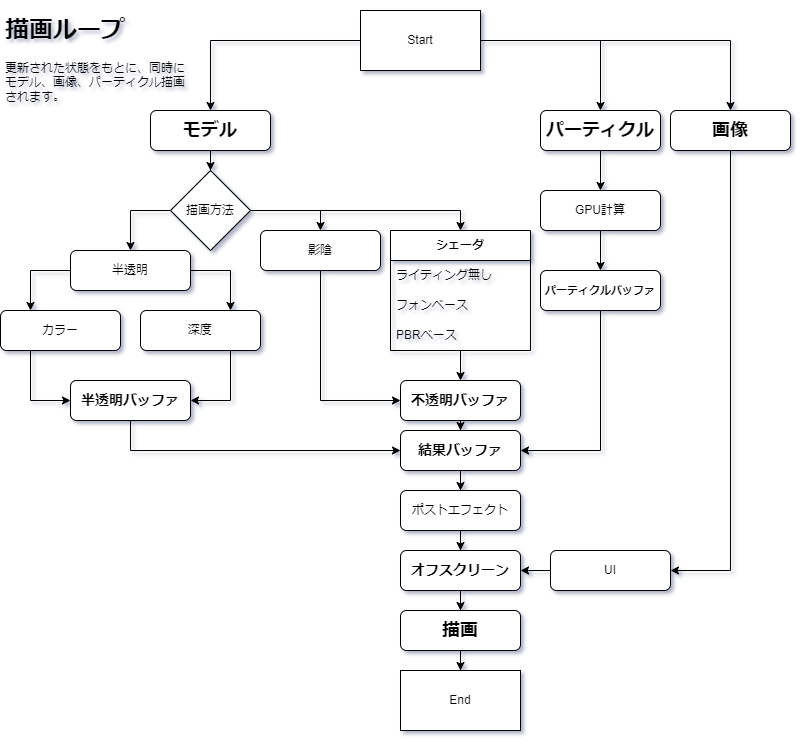 描画ループ
更新された状態をもとに、同時に
モデル、画像、パーティクル描画
されます。
Start
モデル
パーティクル
画像
描画方法
GPU計算
半透明
影陰
シェーダ
ライティング無し
フォンベース
PBRベース
パーティクルバッファ
カラー
深度
半透明バッファ
不透明バッファ
結果バッファ
ポストエフェクト
オフスクリーン
UI
描画
End